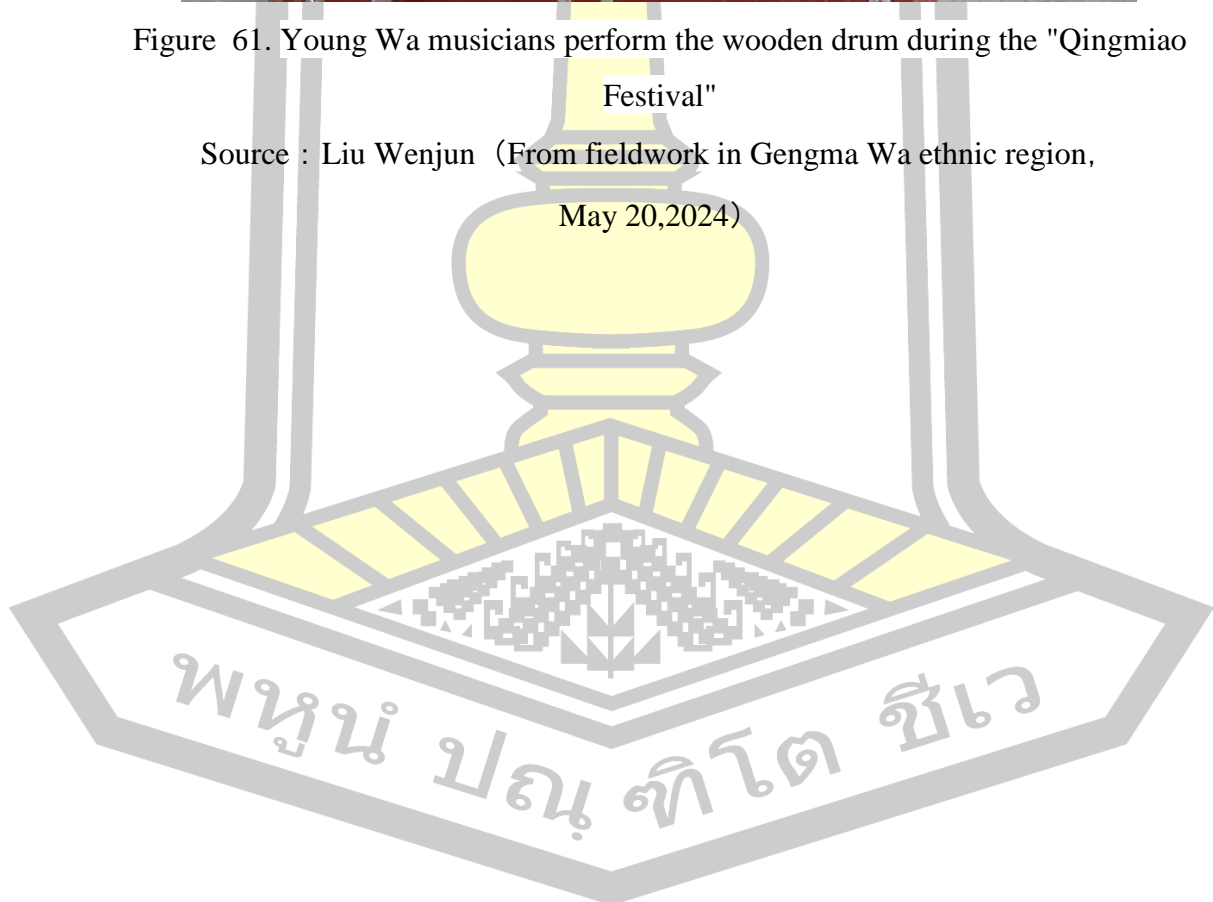 Figure 61. Young Wa musicians perform the wooden drum during the "Qingmiao
Festival"
Source : Liu Wenjun（From fieldwork in Gengma Wa ethnic region,
May 20,2024）
พหูนํ ปณฺฑิโต ชีเว